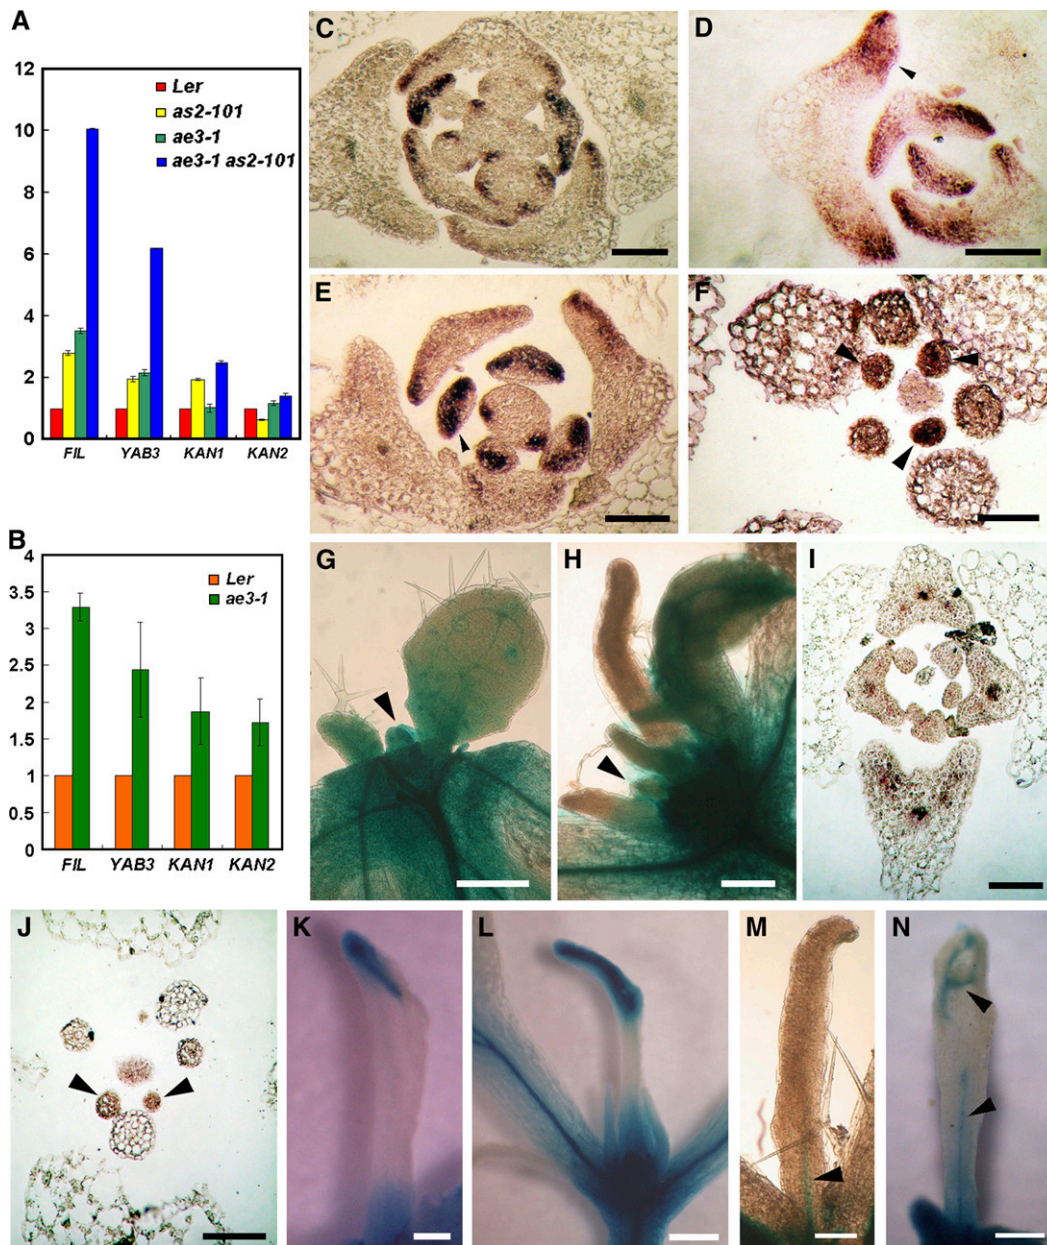 A
12
10
8
6
4
2
0
Ler
as2-101
ae3-1
ae3-1 as2-101
FIL YAB3 KAN1 KAN2
B
4
3.5
3
2.5
2
1.5
1
0.5
0
Ler
ae3-1
FIL YAB3 KAN1 KAN2
C
D
E
F
G
H
I
J
K
L
M
N